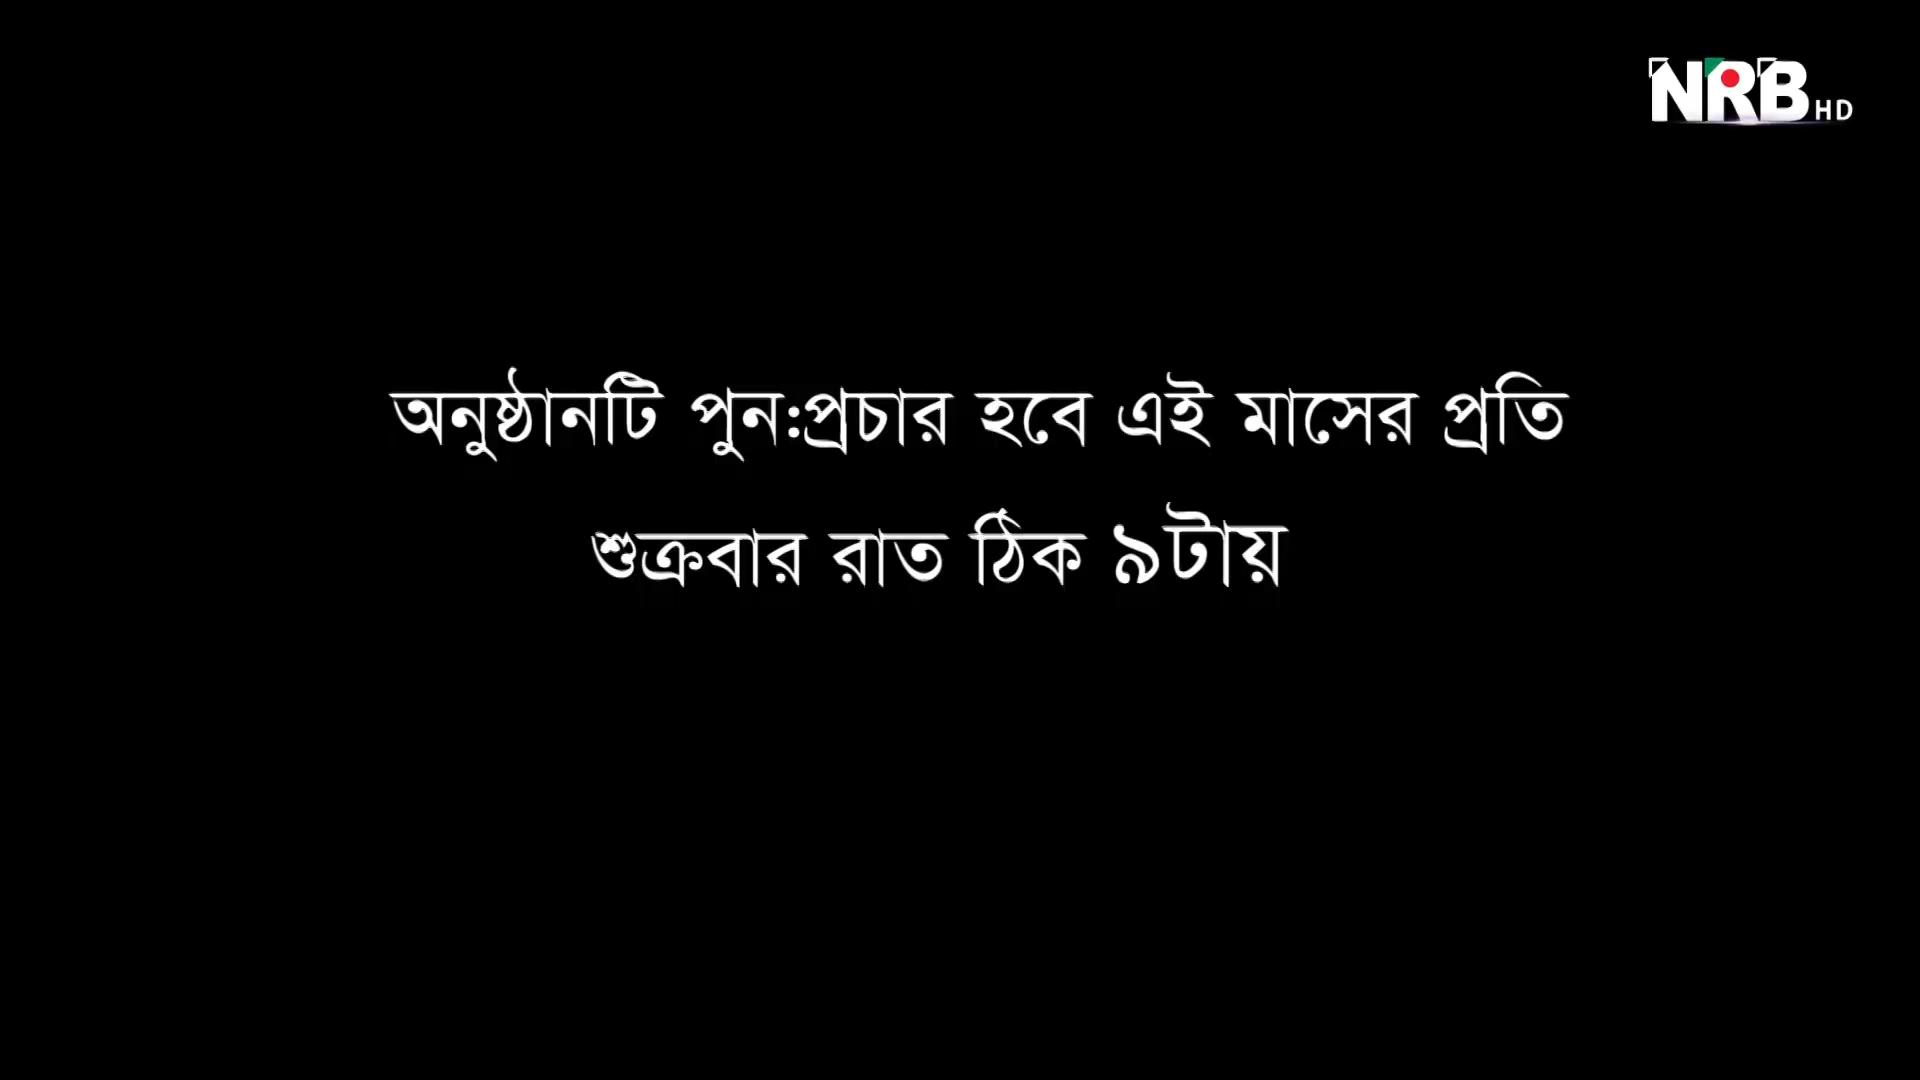 NRB HD
অনুষ্ঠানটি পুন:প্রচার হবে এই মাসের প্রতি
শুক্রবার রাত ঠিক ৯টায়